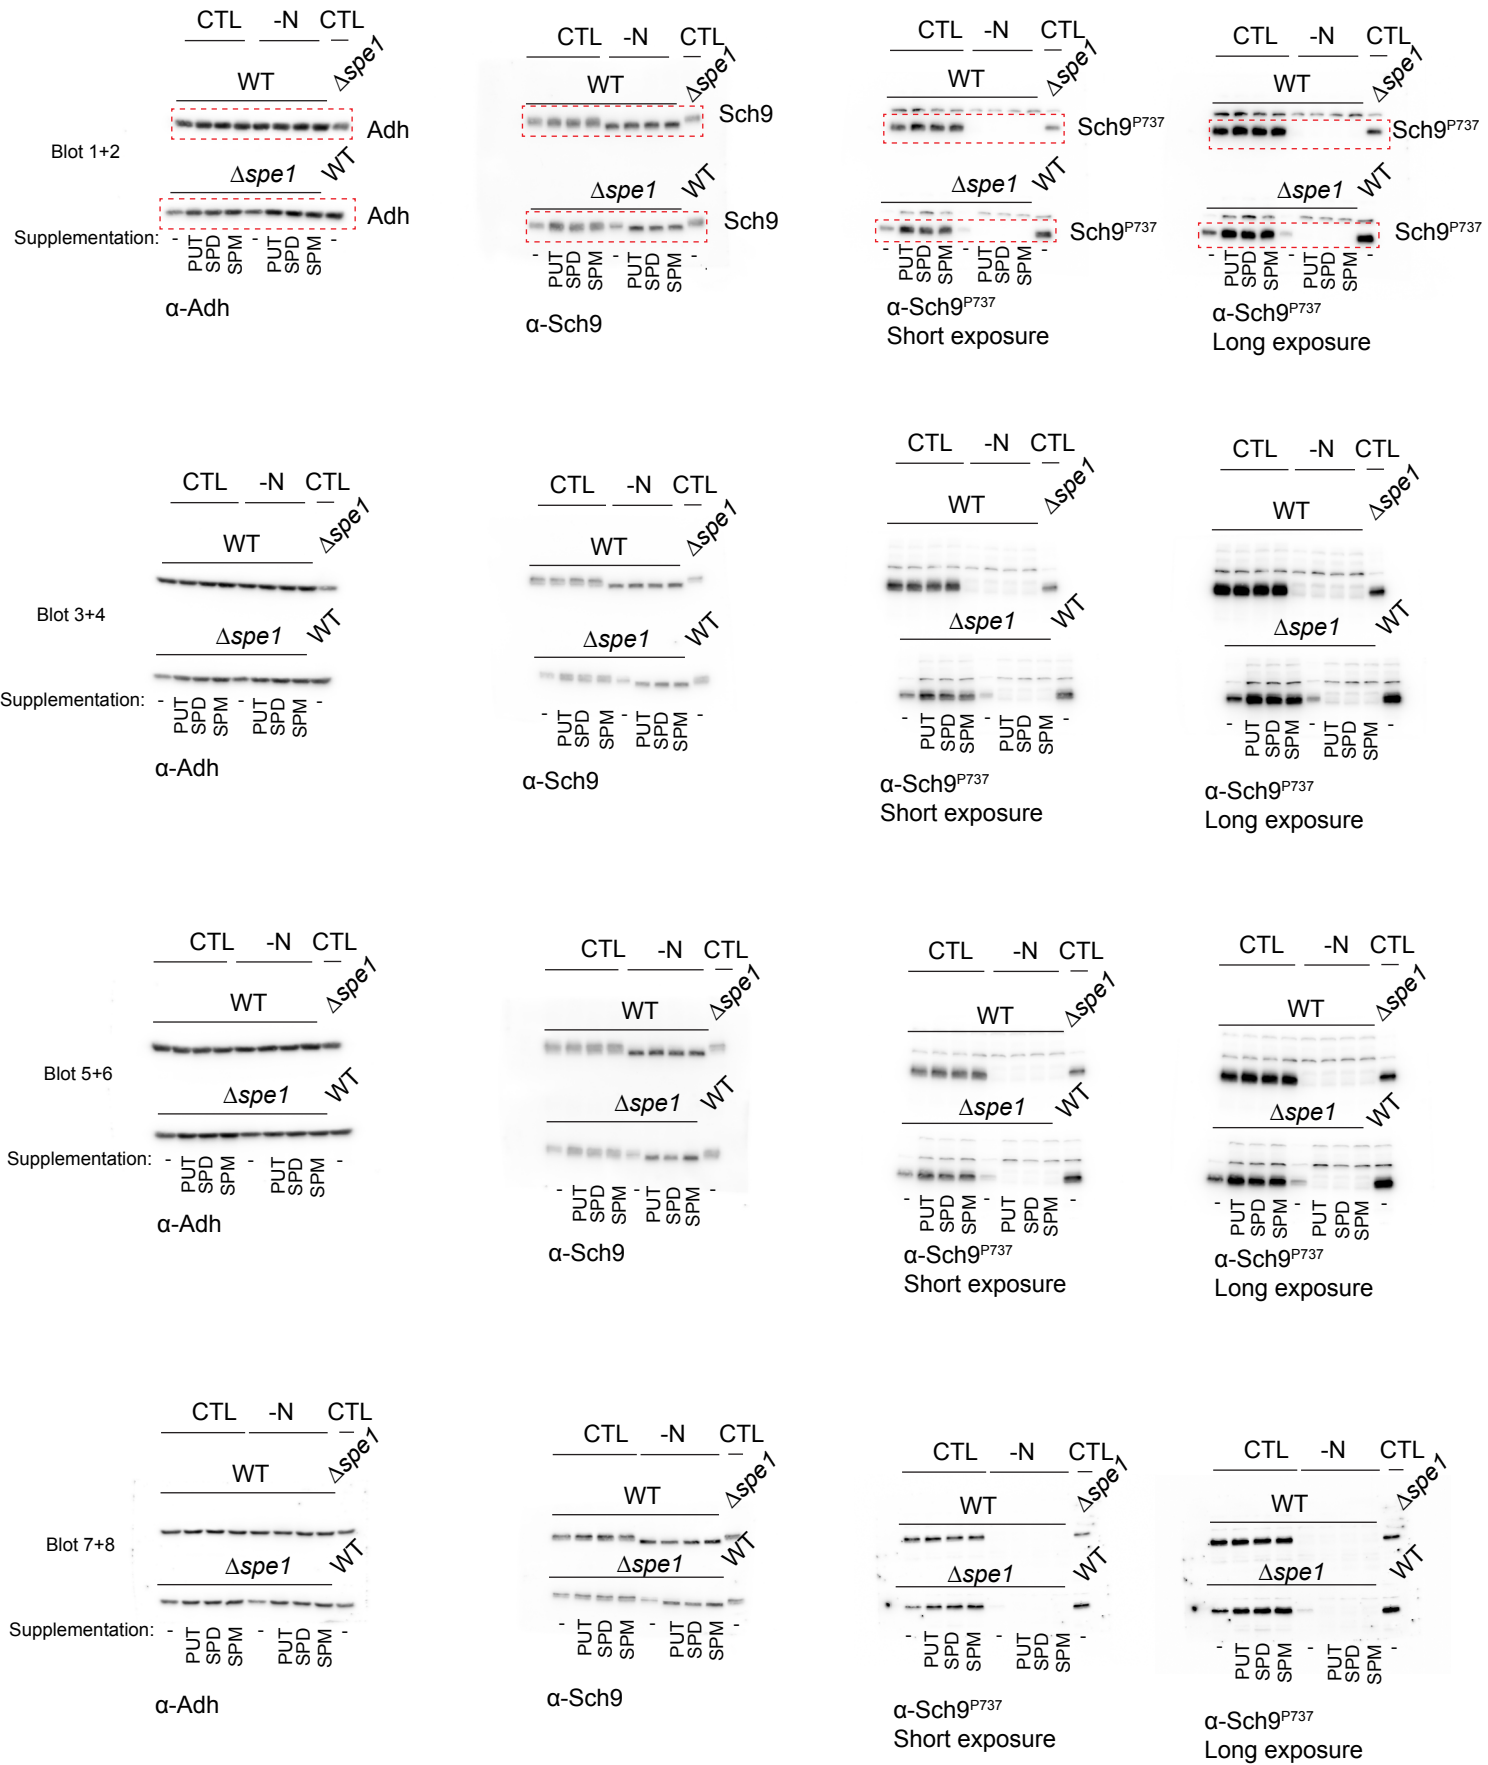 CTL -N CTL
WT Δspe1
Adh
Blot 1+2
Δspe1 WT
Adh
Supplementation: - PUT SPD SPM - PUT SPD SPM -
α-Adh
CTL -N CTL
WT Δspe1
Sch9
Δspe1 WT
Sch9
- PUT SPD SPM - PUT SPD SPM -
α-Sch9
CTL -N CTL
WT Δspe1
Sch9P737
Δspe1 WT
Sch9P737
- PUT SPD SPM - PUT SPD SPM -
α-Sch9P737
Short exposure
CTL -N CTL
WT Δspe1
Sch9P737
Δspe1 WT
Sch9P737
- PUT SPD SPM - PUT SPD SPM -
α-Sch9P737
Long exposure
CTL -N CTL
WT Δspe1
Blot 3+4
Δspe1 WT
Supplementation: - PUT SPD SPM - PUT SPD SPM -
α-Adh
CTL -N CTL
WT Δspe1
Δspe1 WT
- PUT SPD SPM - PUT SPD SPM -
α-Sch9
CTL -N CTL
WT Δspe1
Δspe1 WT
- PUT SPD SPM - PUT SPD SPM -
α-Sch9P737
Short exposure
CTL -N CTL
WT Δspe1
Δspe1 WT
- PUT SPD SPM - PUT SPD SPM -
α-Sch9P737
Long exposure
CTL -N CTL
WT Δspe1
Blot 5+6
Δspe1 WT
Supplementation: - PUT SPD SPM - PUT SPD SPM -
α-Adh
CTL -N CTL
WT Δspe1
Δspe1 WT
- PUT SPD SPM - PUT SPD SPM -
α-Sch9
CTL -N CTL
WT Δspe1
Δspe1 WT
- PUT SPD SPM - PUT SPD SPM -
α-Sch9P737
Short exposure
CTL -N CTL
WT Δspe1
Δspe1 WT
- PUT SPD SPM - PUT SPD SPM -
α-Sch9P737
Long exposure
CTL -N CTL
WT Δspe1
Blot 7+8
Δspe1 WT
Supplementation: - PUT SPD SPM - PUT SPD SPM -
α-Adh
CTL -N CTL
WT Δspe1
Δspe1 WT
- PUT SPD SPM - PUT SPD SPM -
α-Sch9
CTL -N CTL
WT Δspe1
Δspe1 WT
- PUT SPD SPM - PUT SPD SPM -
α-Sch9P737
Short exposure
CTL -N CTL
WT Δspe1
Δspe1 WT
- PUT SPD SPM - PUT SPD SPM -
α-Sch9P737
Long exposure